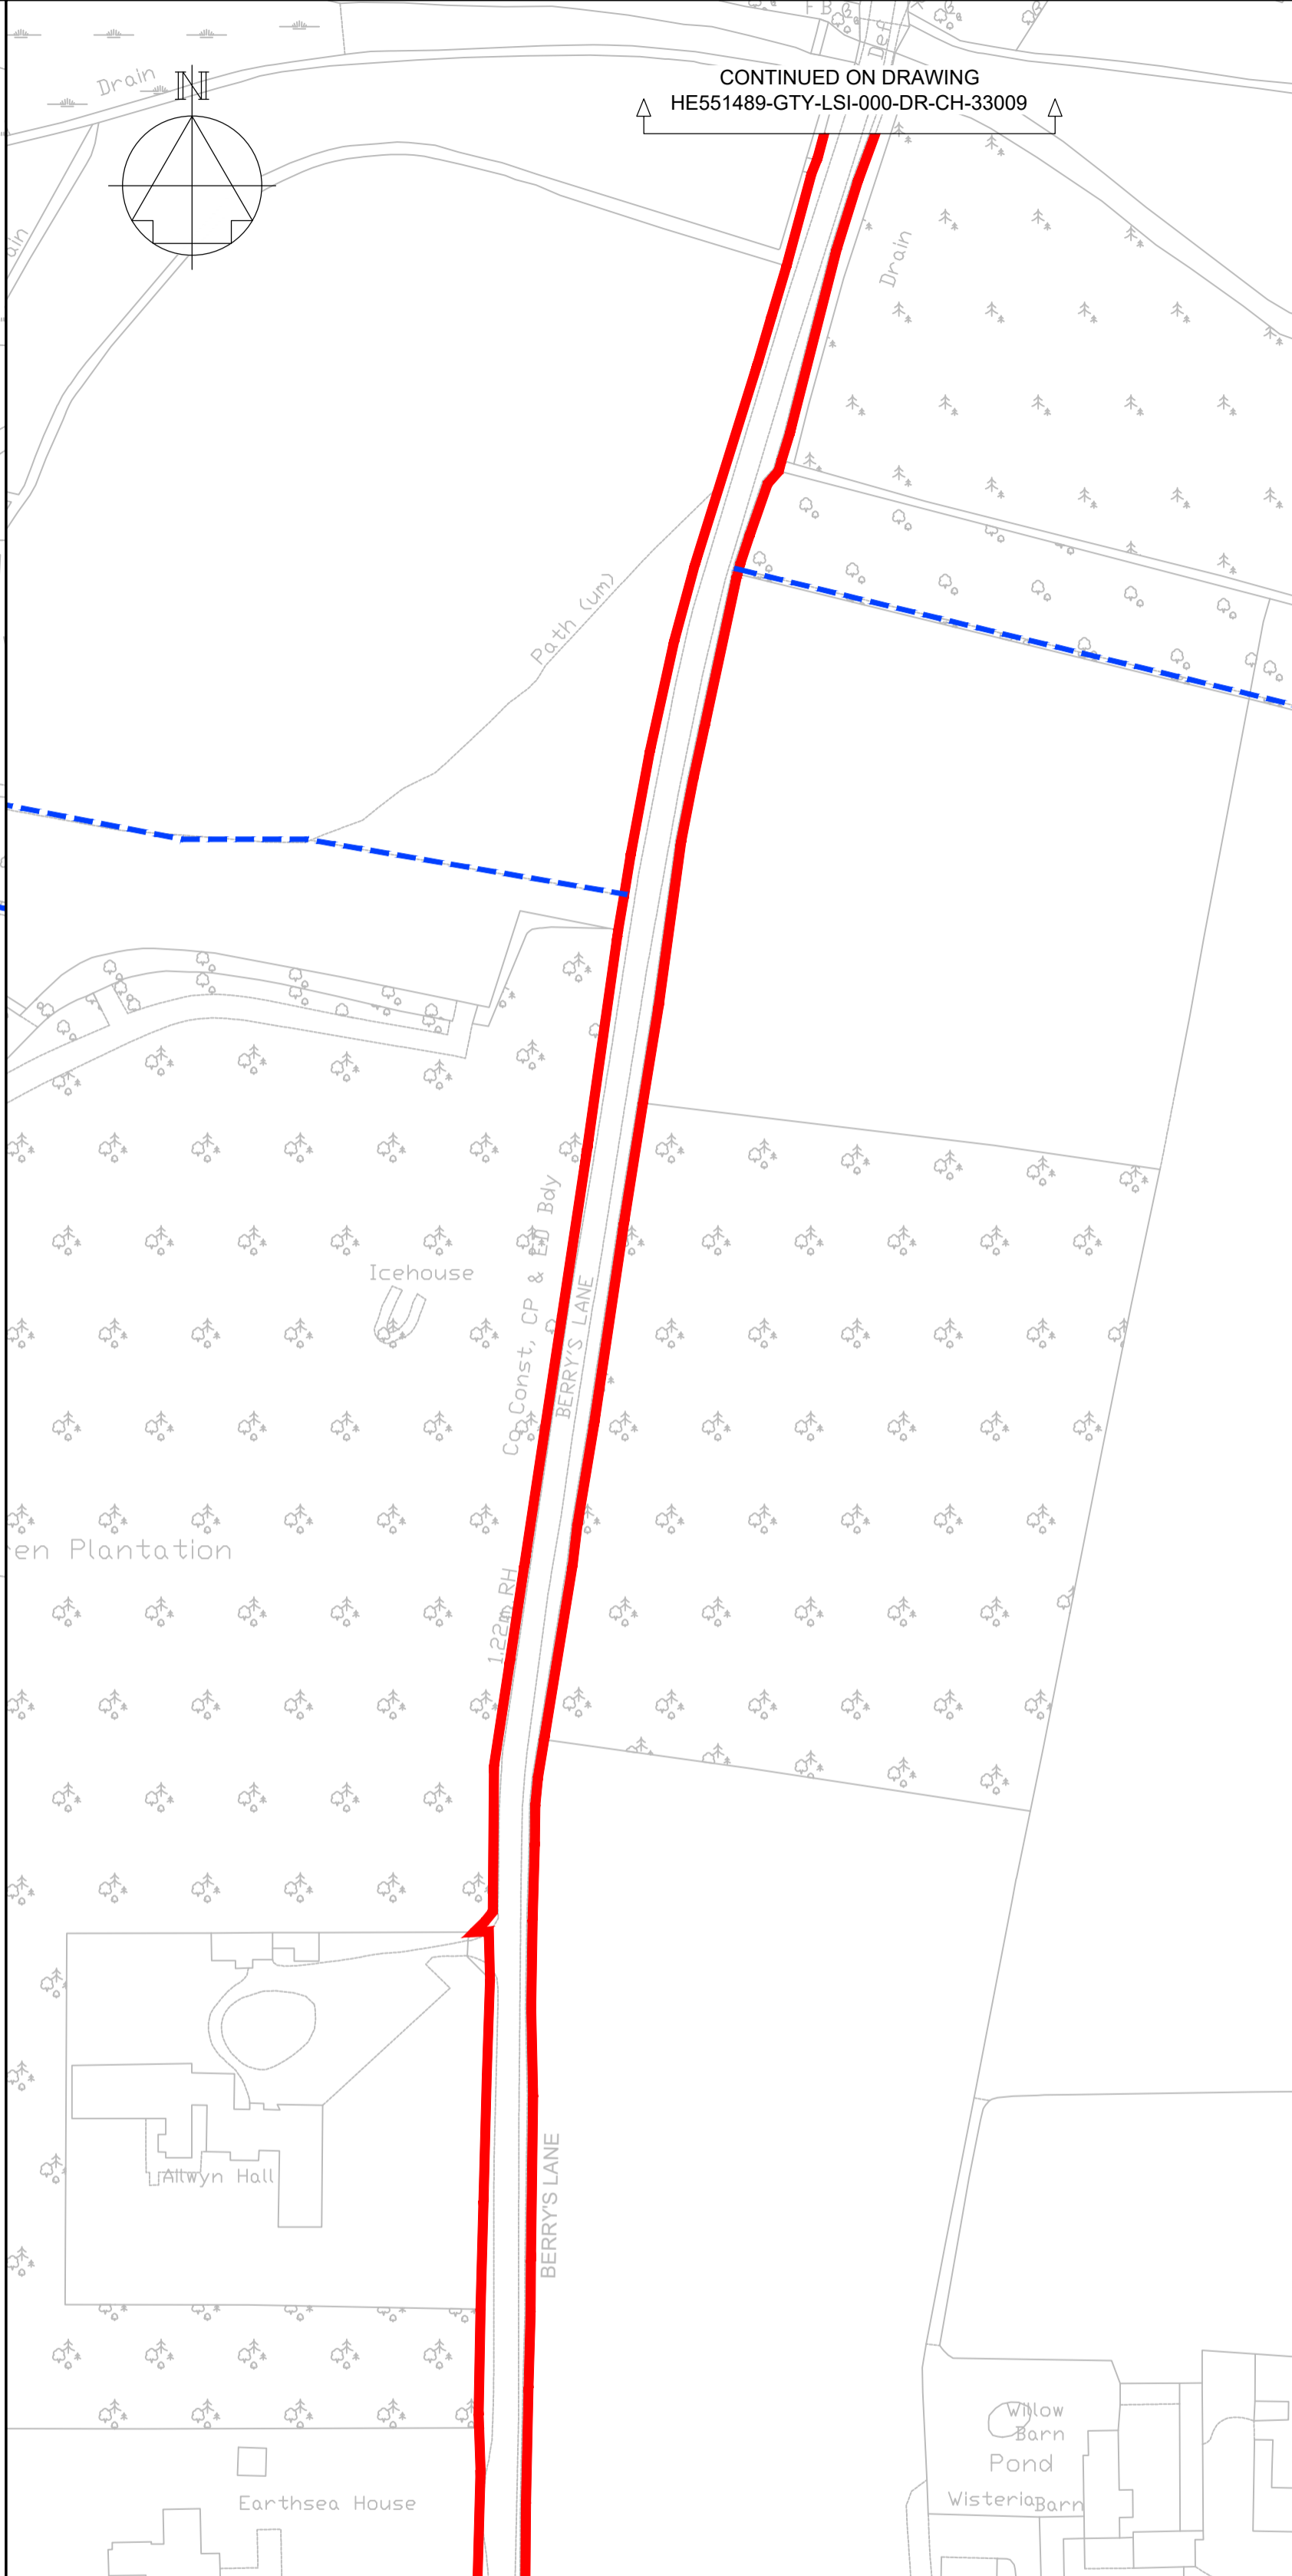 Def
Drain
N
CONTINUED ON DRAWING
HE551489-GTY-LSI-000-DR-CH-33009
Drain
Path (um)
Co Const, CP & ED Bdy
BERRY'S LANE
Icehouse
en Plantation
1.22m RH
Allwyn Hall
BERRY'S LANE
Willow
Barn
Pond
Wisteria Barn
Earthsea House